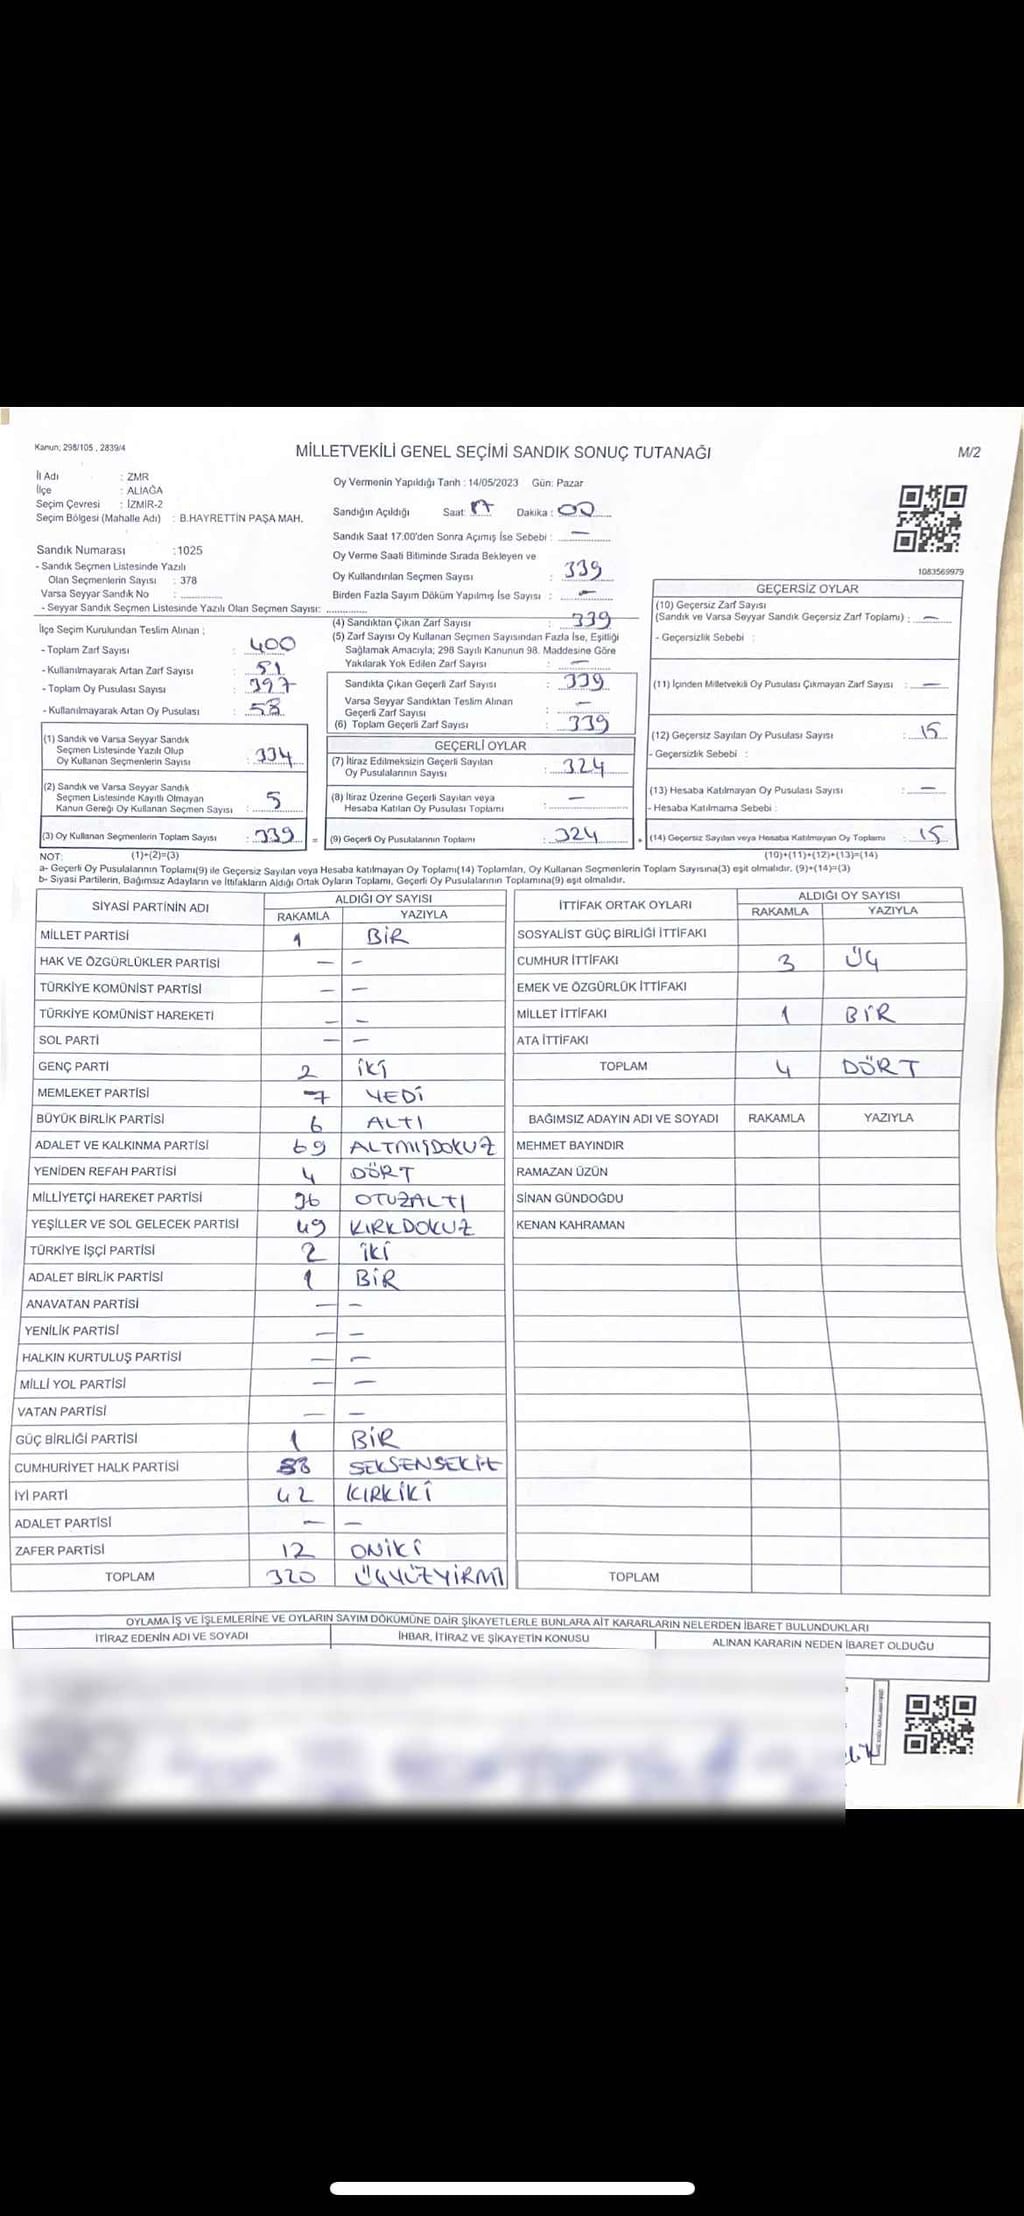 Kanun; 298/105 , 2839/4
MİLLETVEKİLİ GENEL SEÇİMİ SANDIK SONUÇ TUTANAĞI
M/2
İl Adı : ZMR
İlçe : ALİAĞA
Seçim Çevresi : İZMİR-2
Seçim Bölgesi (Mahalle Adı) : B.HAYRETTİN PAŞA MAH.
Sandık Numarası :1025
- Sandık Seçmen Listesinde Yazılı
Olan Seçmenlerin Sayısı : 378
Varsa Seyyar Sandık No :
- Seyyar Sandık Seçmen Listesinde Yazılı Olan Seçmen Sayısı:
Oy Vermenin Yapıldığı Tarih : 14/05/2023 Gün: Pazar
Sandığın Açıldığı Saat: 17 Dakika : 00
Sandık Saat 17:00'den Sonra Açımış İse Sebebi : —
Oy Verme Saati Bitiminde Sırada Bekleyen ve
Oy Kullandırılan Seçmen Sayısı : 339
Birden Fazla Sayım Döküm Yapılmış İse Sayısı : —
1083569979
İlçe Seçim Kurulundan Teslim Alınan ;
- Toplam Zarf Sayısı : 400
- Kullanılmayarak Artan Zarf Sayısı : 51
- Toplam Oy Pusulası Sayısı : 397
- Kullanılmayarak Artan Oy Pusulası : 58
(1) Sandık ve Varsa Seyyar Sandık
Seçmen Listesinde Yazılı Olup
Oy Kullanan Seçmenlerin Sayısı : 334
(2) Sandık ve Varsa Seyyar Sandık
Seçmen Listesinde Kayıtlı Olmayan
Kanun Gereği Oy Kullanan Seçmen Sayısı : 5
(3) Oy Kullanan Seçmenlerin Toplam Sayısı : 339 =
(4) Sandıktan Çıkan Zarf Sayısı : 339
(5) Zarf Sayısı Oy Kullanan Seçmen Sayısından Fazla İse, Eşitliği
Sağlamak Amacıyla; 298 Sayılı Kanunun 98. Maddesine Göre
Yakılarak Yok Edilen Zarf Sayısı : —
Sandıkta Çıkan Geçerli Zarf Sayısı : 339
Varsa Seyyar Sandıktan Teslim Alınan
Geçerli Zarf Sayısı : —
(6) Toplam Geçerli Zarf Sayısı : 339
GEÇERLİ OYLAR
(7) İtiraz Edilmeksizin Geçerli Sayılan
Oy Pusulalarının Sayısı : 324
(8) İtiraz Üzerine Geçerli Sayılan veya
Hesaba Katılan Oy Pusulası Toplamı : —
(9) Geçerli Oy Pusulalarının Toplamı : 324 +
GEÇERSİZ OYLAR
(10) Geçersiz Zarf Sayısı
(Sandık ve Varsa Seyyar Sandık Geçersiz Zarf Toplamı) : —
- Geçersizlik Sebebi :
(11) İçinden Milletvekili Oy Pusulası Çıkmayan Zarf Sayısı : —
(12) Geçersiz Sayılan Oy Pusulası Sayısı : 15
- Geçersizlik Sebebi :
(13) Hesaba Katılmayan Oy Pusulası Sayısı : —
- Hesaba Katılmama Sebebi :
(14) Geçersiz Sayılan veya Hesaba Katılmayan Oy Toplamı : 15
NOT: (1)+(2)=(3) (10)+(11)+(12)+(13)=(14)
a- Geçerli Oy Pusulalarının Toplamı(9) ile Geçersiz Sayılan veya Hesaba katılmayan Oy Toplamı(14) Toplamları, Oy Kullanan Seçmenlerin Toplam Sayısına(3) eşit olmalıdır. (9)+(14)=(3)
b- Siyasi Partilerin, Bağımsız Adayların ve İttifakların Aldığı Ortak Oyların Toplamı, Geçerli Oy Pusulalarının Toplamına(9) eşit olmalıdır.
SİYASİ PARTİNİN ADI ALDIĞI OY SAYISI
RAKAMLA YAZIYLA
MİLLET PARTİSİ 1 BİR
HAK VE ÖZGÜRLÜKLER PARTİSİ — —
TÜRKİYE KOMÜNİST PARTİSİ — —
TÜRKİYE KOMÜNİST HAREKETİ — —
SOL PARTİ — —
GENÇ PARTİ 2 İKİ
MEMLEKET PARTİSİ 7 YEDİ
BÜYÜK BİRLİK PARTİSİ 6 ALTI
ADALET VE KALKINMA PARTİSİ 69 ALTMIŞDOKUZ
YENİDEN REFAH PARTİSİ 4 DÖRT
MİLLİYETÇİ HAREKET PARTİSİ 36 OTUZALTI
YEŞİLLER VE SOL GELECEK PARTİSİ 49 KIRKDOKUZ
TÜRKİYE İŞÇİ PARTİSİ 2 İKİ
ADALET BİRLİK PARTİSİ 1 BİR
ANAVATAN PARTİSİ — —
YENİLİK PARTİSİ — —
HALKIN KURTULUŞ PARTİSİ — —
MİLLİ YOL PARTİSİ — —
VATAN PARTİSİ — —
GÜÇ BİRLİĞİ PARTİSİ 1 BİR
CUMHURİYET HALK PARTİSİ 88 SEKSENSEKİZ
İYİ PARTİ 42 KIRKİKİ
ADALET PARTİSİ — —
ZAFER PARTİSİ 12 ONİKİ
TOPLAM 320 ÜÇYÜZYİRMİ
İTTİFAK ORTAK OYLARI ALDIĞI OY SAYISI
RAKAMLA YAZIYLA
SOSYALİST GÜÇ BİRLİĞİ İTTİFAKI
CUMHUR İTTİFAKI 3 ÜÇ
EMEK VE ÖZGÜRLÜK İTTİFAKI
MİLLET İTTİFAKI 1 BİR
ATA İTTİFAKI
TOPLAM 4 DÖRT
BAĞIMSIZ ADAYIN ADI VE SOYADI RAKAMLA YAZIYLA
MEHMET BAYINDIR
RAMAZAN ÜZÜN
SİNAN GÜNDOĞDU
KENAN KAHRAMAN
TOPLAM
OYLAMA İŞ VE İŞLEMLERİNE VE OYLARIN SAYIM DÖKÜMÜNE DAİR ŞİKAYETLERLE BUNLARA AİT KARARLARIN NELERDEN İBARET BULUNDUKLARI
İTİRAZ EDENİN ADI VE SOYADI İHBAR, İTİRAZ VE ŞİKAYETİN KONUSU ALINAN KARARIN NEDEN İBARET OLDUĞU